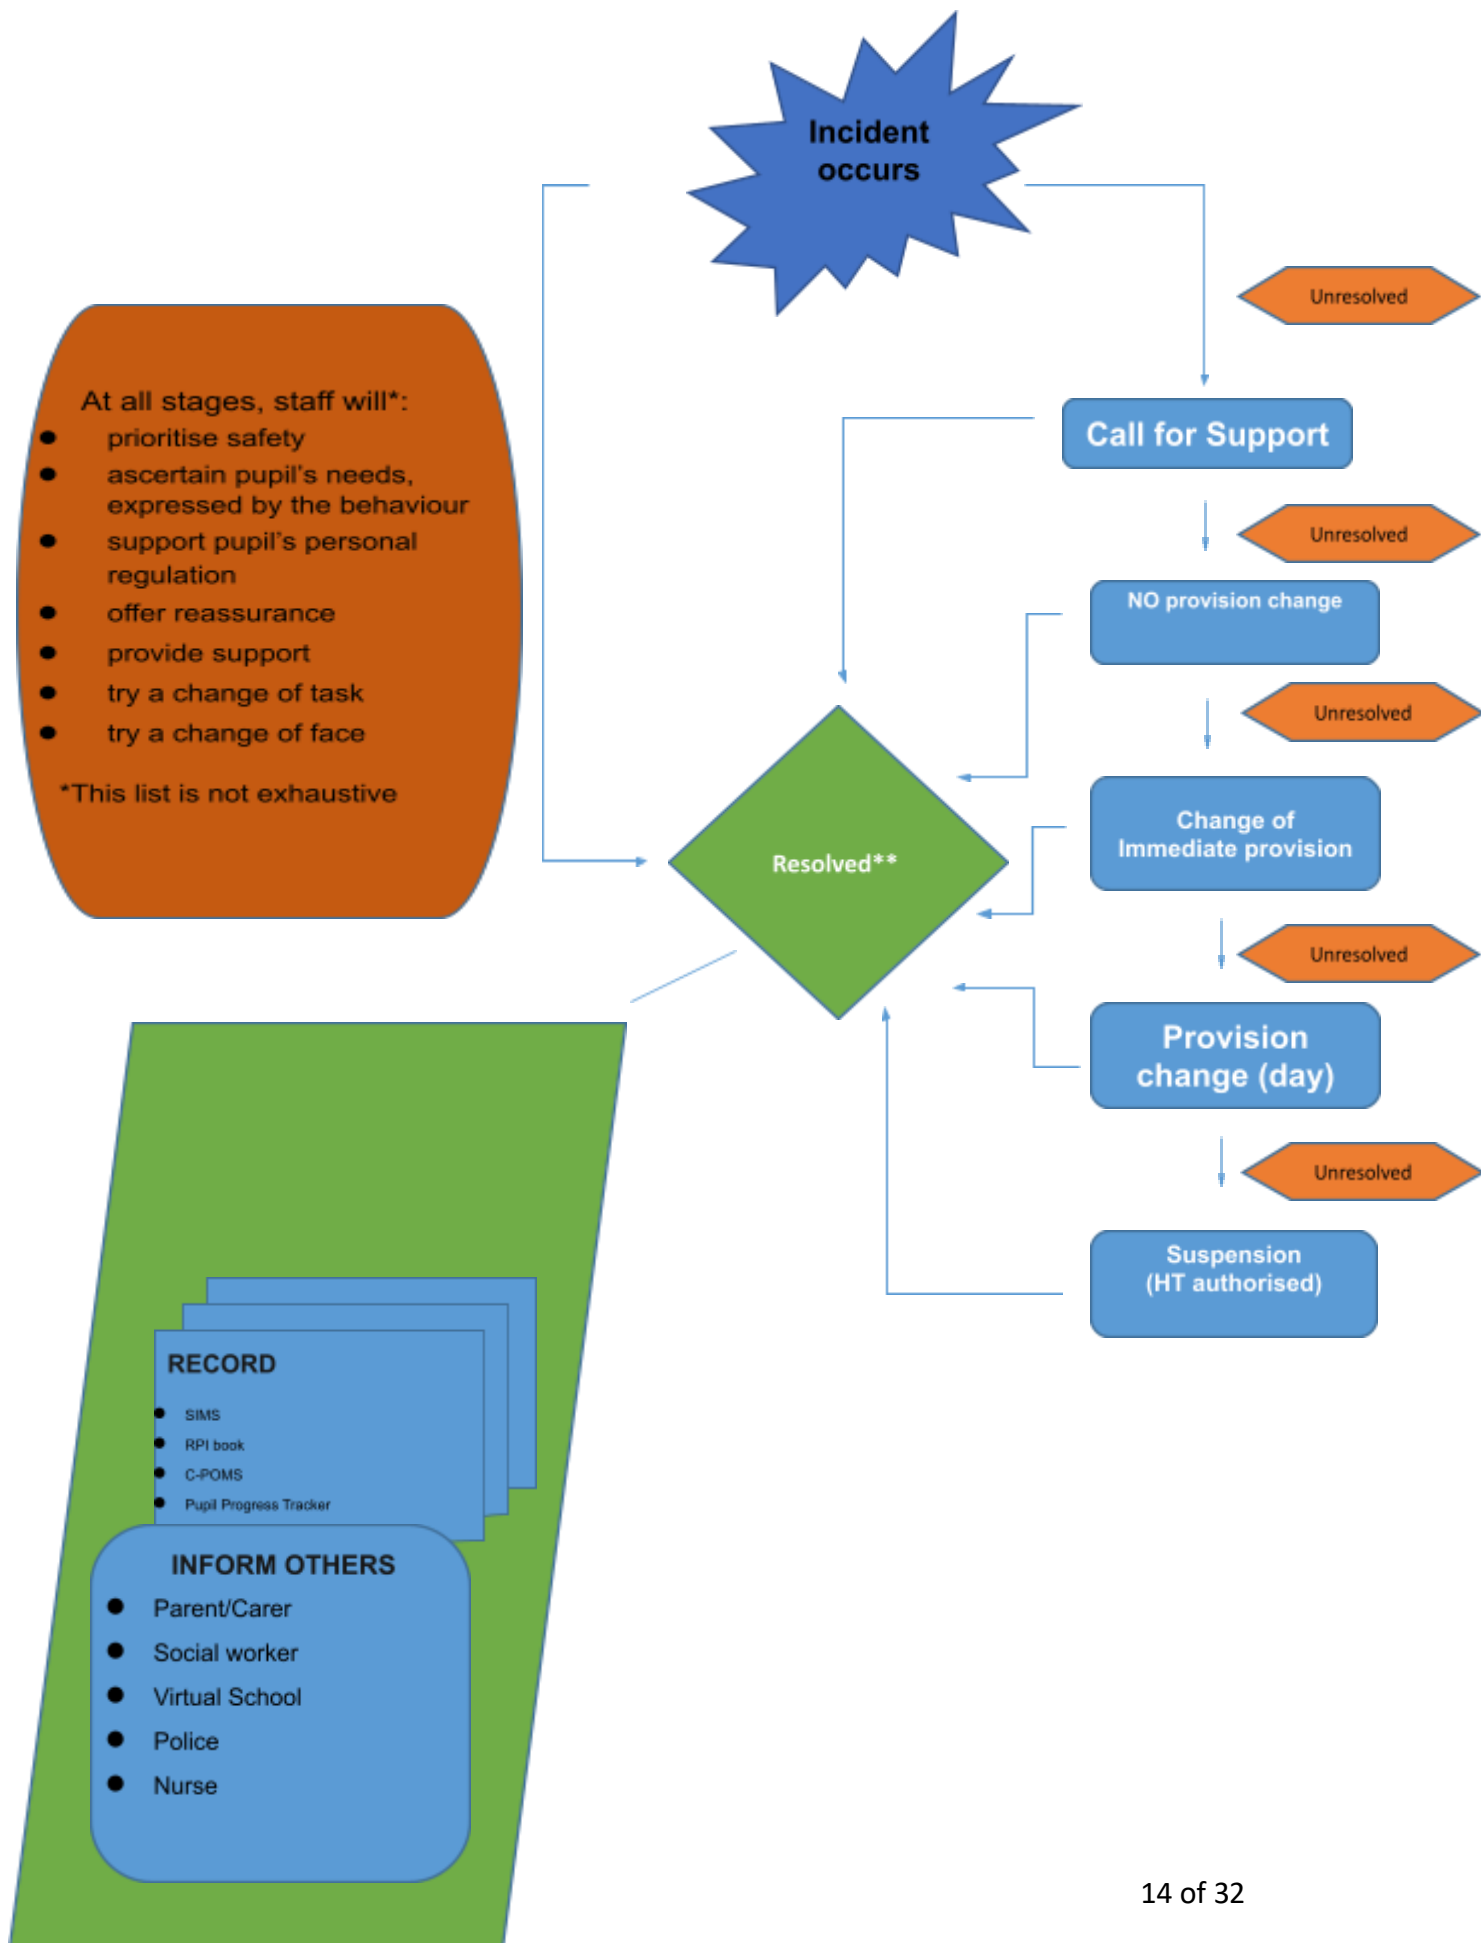 Incident
occurs
Unresolved
At all stages, staff will*:
● prioritise safety
● ascertain pupil's needs,
expressed by the behaviour
● support pupil's personal
regulation
● offer reassurance
● provide support
● try a change of task
● try a change of face
*This list is not exhaustive
Call for Support
Unresolved
NO provision change
Unresolved
Change of
Immediate provision
Resolved**
Unresolved
Provision
change (day)
Unresolved
Suspension
(HT authorised)
RECORD
● SIMS
● RPI book
● C-POMS
● Pupil Progress Tracker
INFORM OTHERS
● Parent/Carer
● Social worker
● Virtual School
● Police
● Nurse
14 of 32